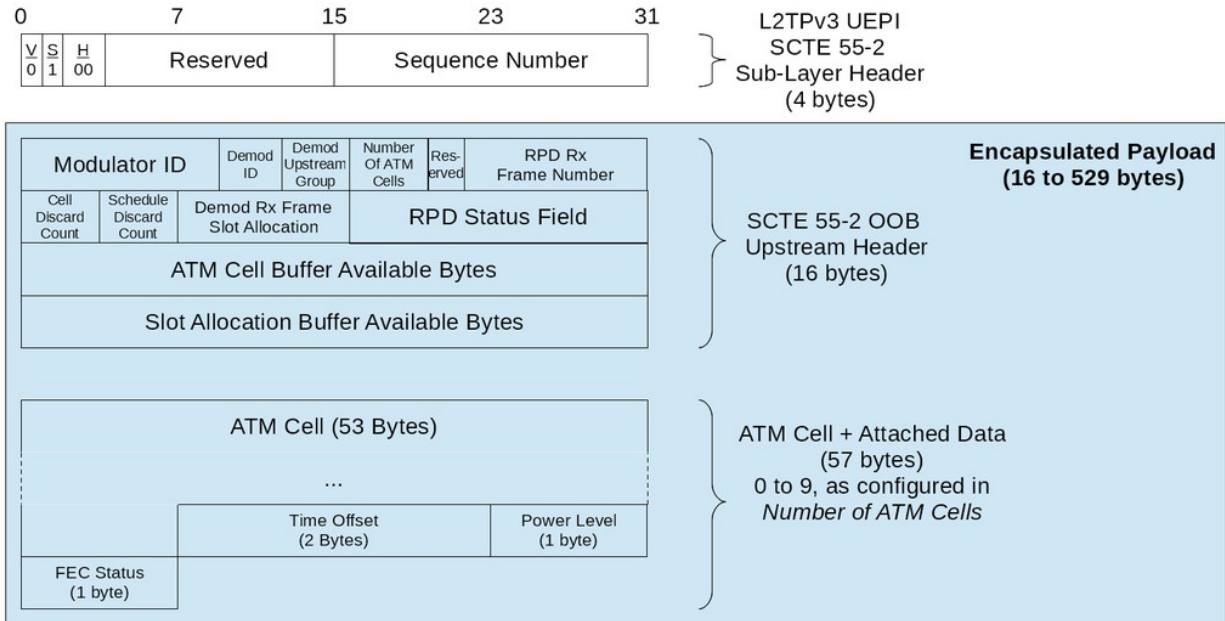 0 7 15 23 31
V
0
S
1
H
00
Reserved
Sequence Number
L2TPv3 UEPI
SCTE 55-2
Sub-Layer Header
(4 bytes)
Encapsulated Payload
(16 to 529 bytes)
Modulator ID
Demod
ID
Demod
Upstream
Group
Number
Of ATM
Cells
Res-
erved
RPD Rx
Frame Number
Cell
Discard
Count
Schedule
Discard
Count
Demod Rx Frame
Slot Allocation
RPD Status Field
ATM Cell Buffer Available Bytes
Slot Allocation Buffer Available Bytes
SCTE 55-2 OOB
Upstream Header
(16 bytes)
ATM Cell (53 Bytes)
...
Time Offset
(2 Bytes)
Power Level
(1 byte)
FEC Status
(1 byte)
ATM Cell + Attached Data
(57 bytes)
0 to 9, as configured in
Number of ATM Cells